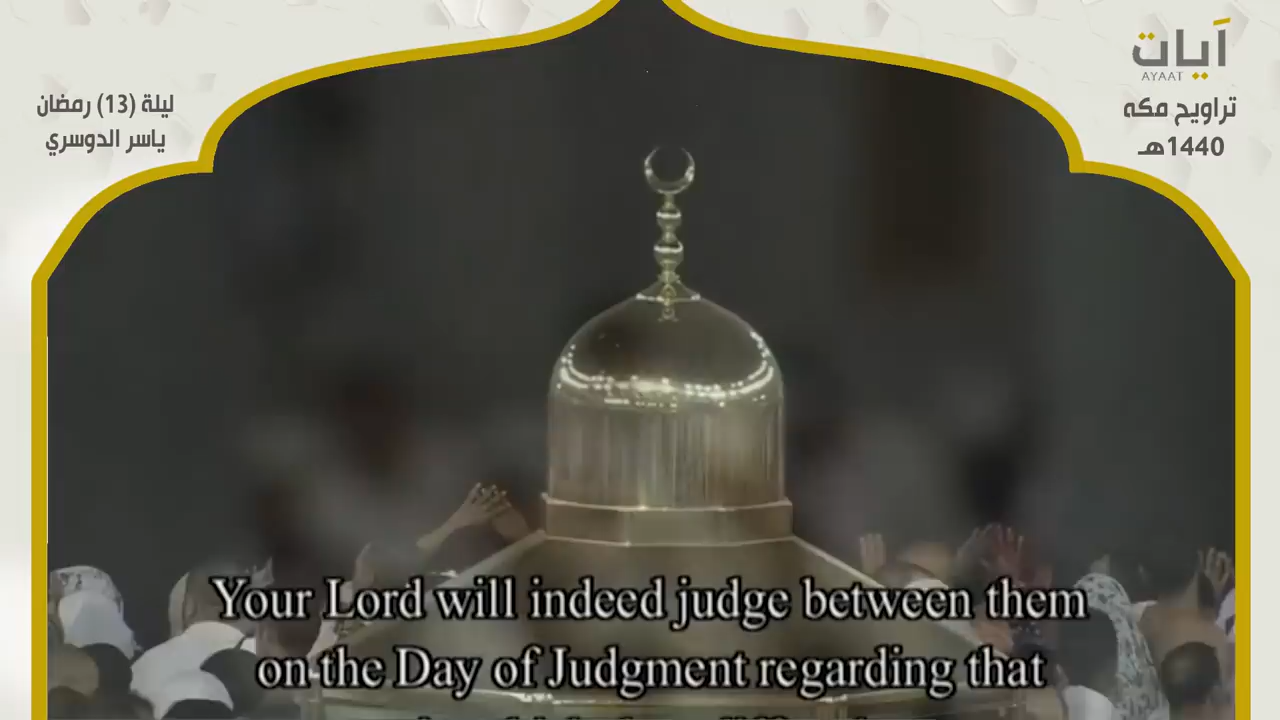 آيات
AYAAT
تراويح مكه
1440هـ
ليلة (13) رمضان
ياسر الدوسري
Your Lord will indeed judge between them
on the Day of Judgment regarding that